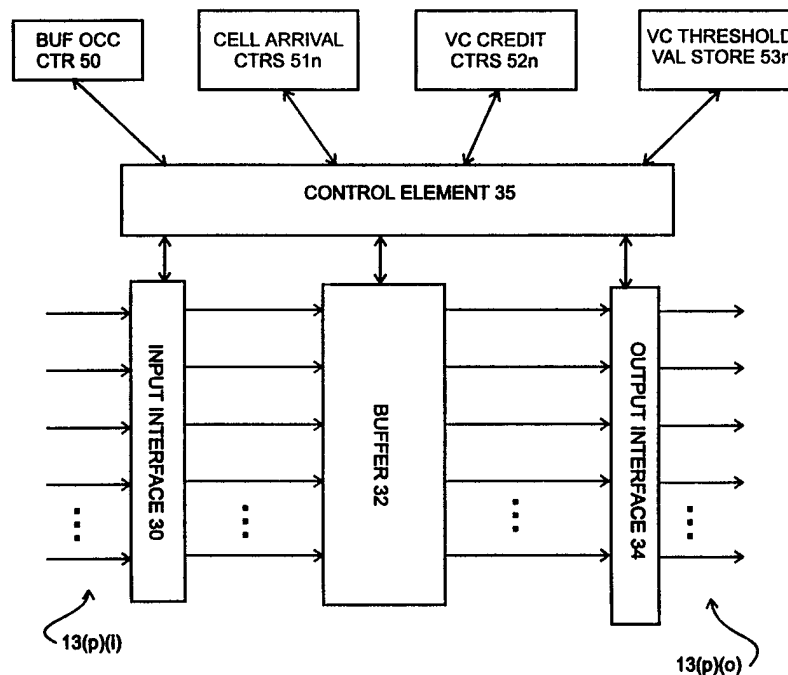 BUF OCC
CTR 50
CELL ARRIVAL
CTRS 51n
VC CREDIT
CTRS 52n
VC THRESHOLD
VAL STORE 53n
CONTROL ELEMENT 35
INPUT INTERFACE 30
BUFFER 32
OUTPUT INTERFACE 34
13(p)(i)
13(p)(o)